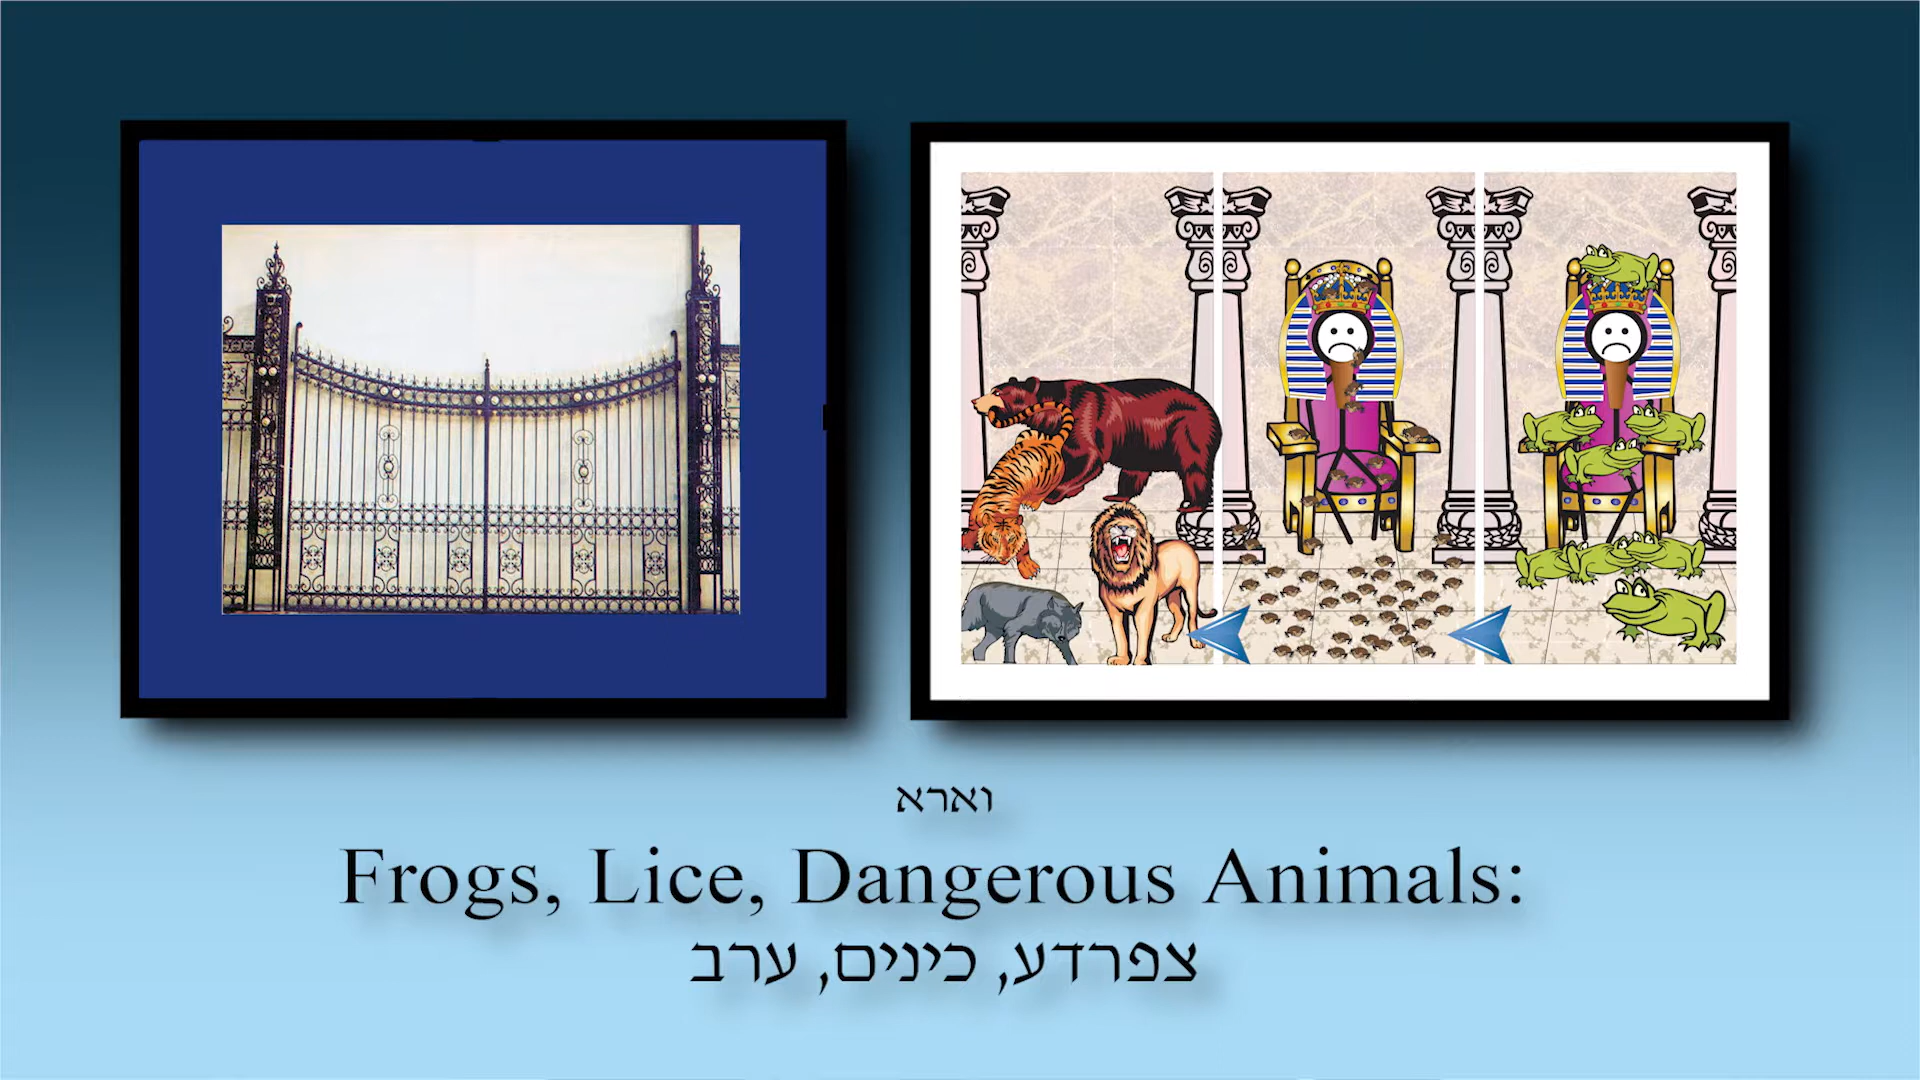 וארא
Frogs, Lice, Dangerous Animals:
צפרדע, כינים, ערב